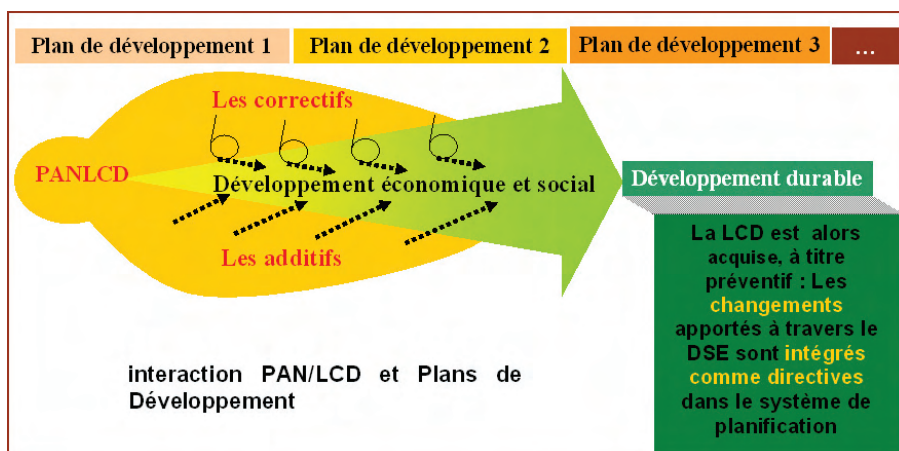 Plan de développement 1
Plan de développement 2
Plan de développement 3
...
Les correctifs
PANLCD
Développement économique et social
Les additifs
Développement durable
La LCD est alors
acquise, à titre
préventif : Les
changements
apportés à travers le
DSE sont intégrés
comme directives
dans le système de
planification
interaction PAN/LCD et Plans de
Développement